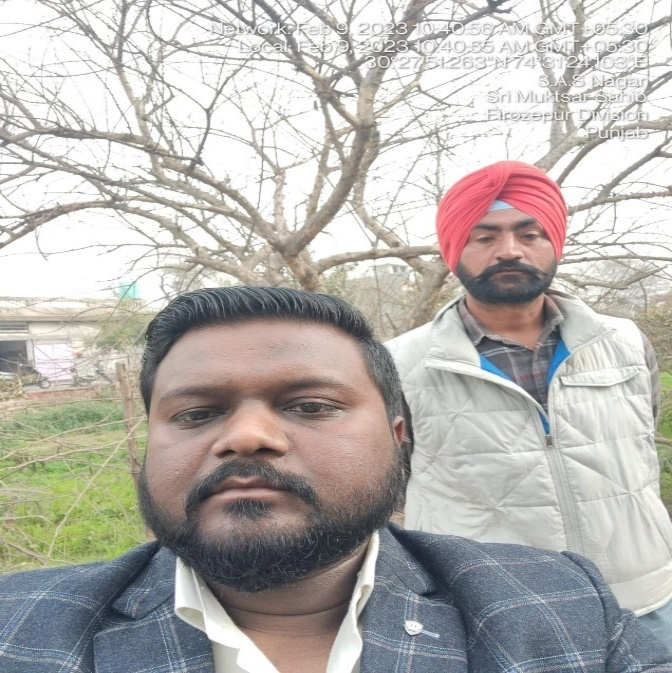 Network: Feb 9, 2023 10:40:56 AM GMT+05:30
Local: Feb 9, 2023 10:40:55 AM GMT+05:30
30°27'51.263"N 74°31'24.103"E
S.A.S Nagar
Sri Muktsar Sahib
Firozepur Division
Punjab